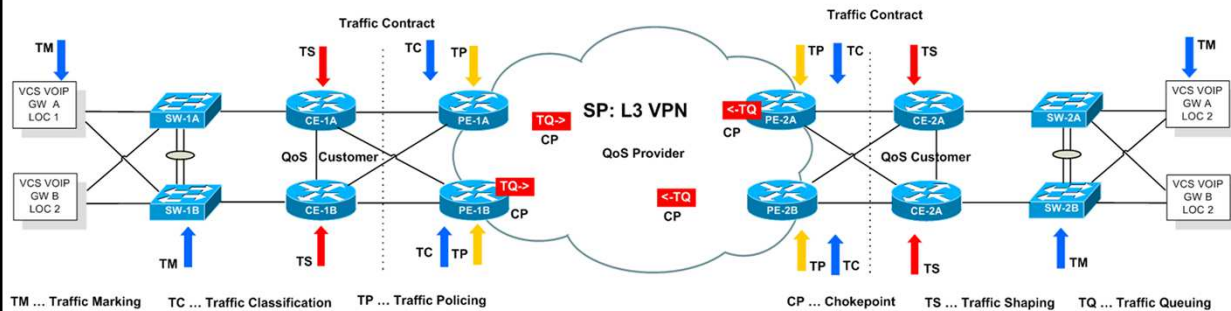 Traffic Contract
Traffic Contract
TM
TS
TC
TP
TP
TC
TS
TM
VCS VOIP
GW A
LOC 1
SW-1A
CE-1A
PE-1A
TQ->
CP
SP: L3 VPN
<-TQ
CP
PE-2A
CE-2A
SW-2A
VCS VOIP
GW A
LOC 2
QoS Customer
QoS Provider
QoS Customer
VCS VOIP
GW B
LOC 2
SW-1B
CE-1B
PE-1B
TQ->
CP
<-TQ
CP
PE-2B
CE-2A
SW-2B
VCS VOIP
GW B
LOC 2
TM
TS
TC
TP
TP
TC
TS
TM
TM ... Traffic Marking
TC ... Traffic Classification
TP ... Traffic Policing
CP ... Chokepoint
TS ... Traffic Shaping
TQ ... Traffic Queuing